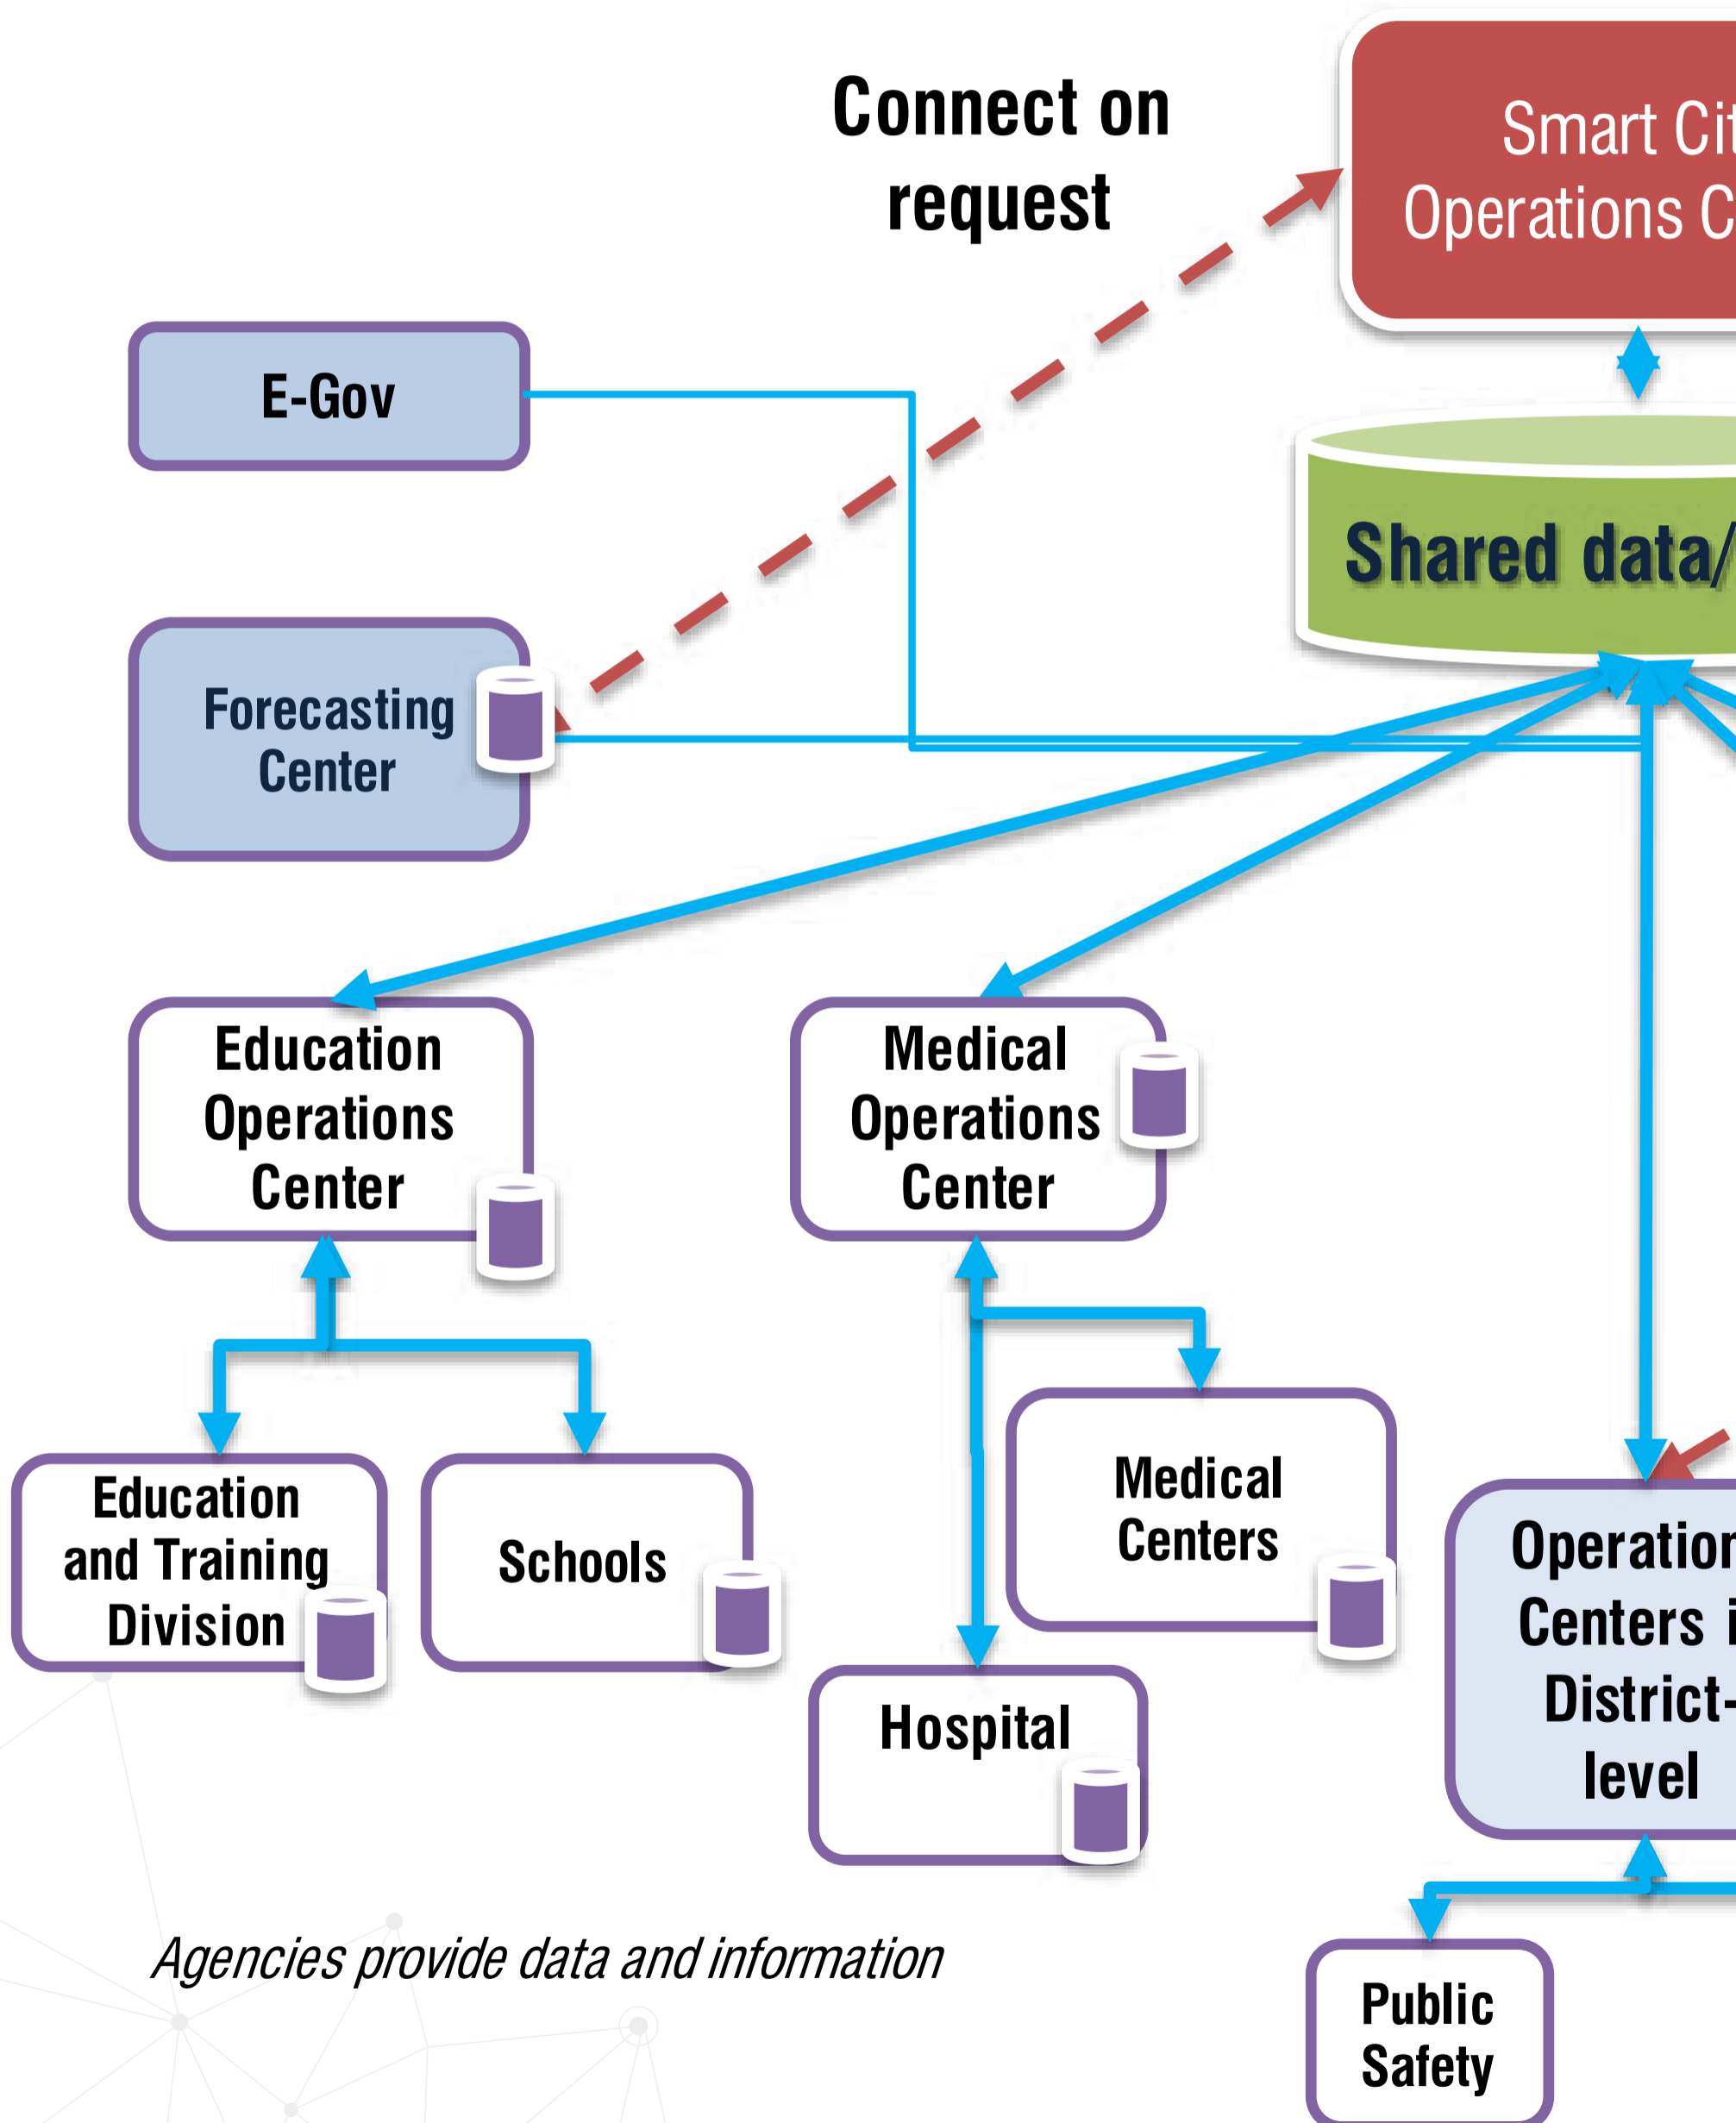 Connect on
request
Smart Cit
Operations C
E-Gov
Shared data/
Forecasting
Center
Education
Operations
Center
Medical
Operations
Center
Education
and Training
Division
Schools
Medical
Centers
Hospital
Operation
Centers i
District-
level
Agencies provide data and information
Public
Safety